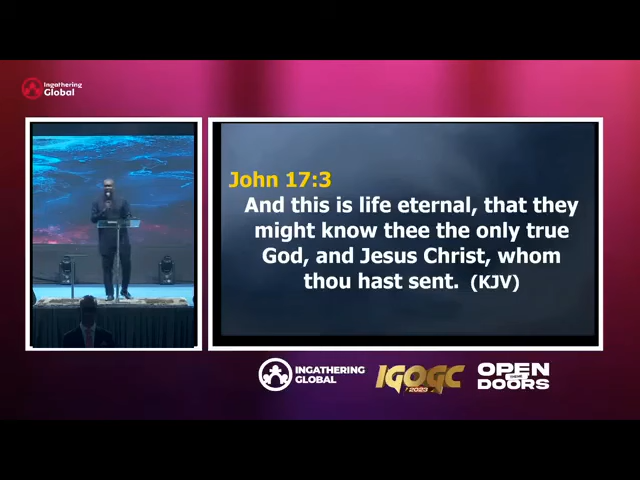 Ingathering
Global
John 17:3
And this is life eternal, that they
might know thee the only true
God, and Jesus Christ, whom
thou hast sent. (KJV)
INGATHERING
GLOBAL
IGOGC
2023
OPEN
DOORS